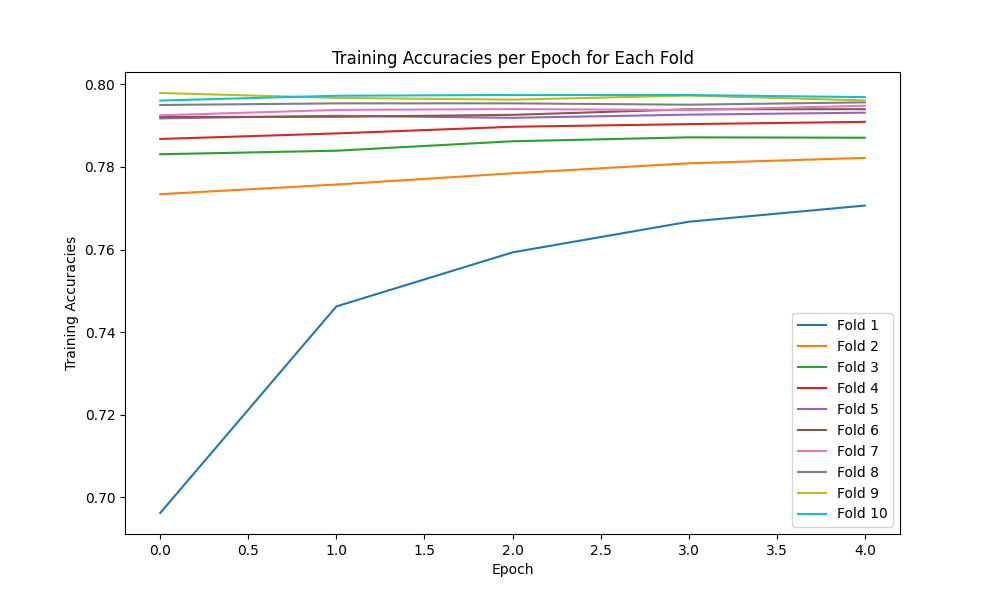 Training Accuracies per Epoch for Each Fold
Training Accuracies
0.80
0.78
0.76
0.74
0.72
0.70
Fold 1
Fold 2
Fold 3
Fold 4
Fold 5
Fold 6
Fold 7
Fold 8
Fold 9
Fold 10
0.0 0.5 1.0 1.5 2.0 2.5 3.0 3.5 4.0
Epoch